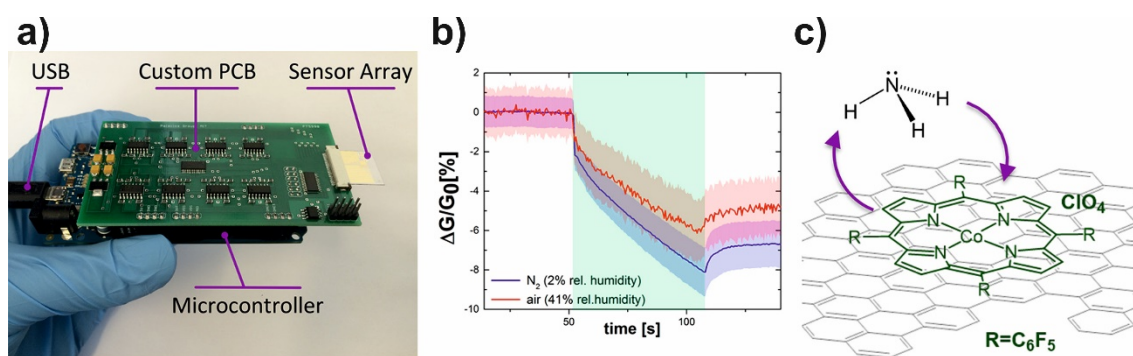 a)
USB
Custom PCB
Sensor Array
Microcontroller
b)
ΔG/G0[%]
2
0
-2
-4
-6
-8
-10
N2 (2% rel. humidity)
air (41% rel.humidity)
50
100
time [s]
c)
N
H
H
H
R
ClO4
N
N
R
Co
R
N
N
R
R=C6F5